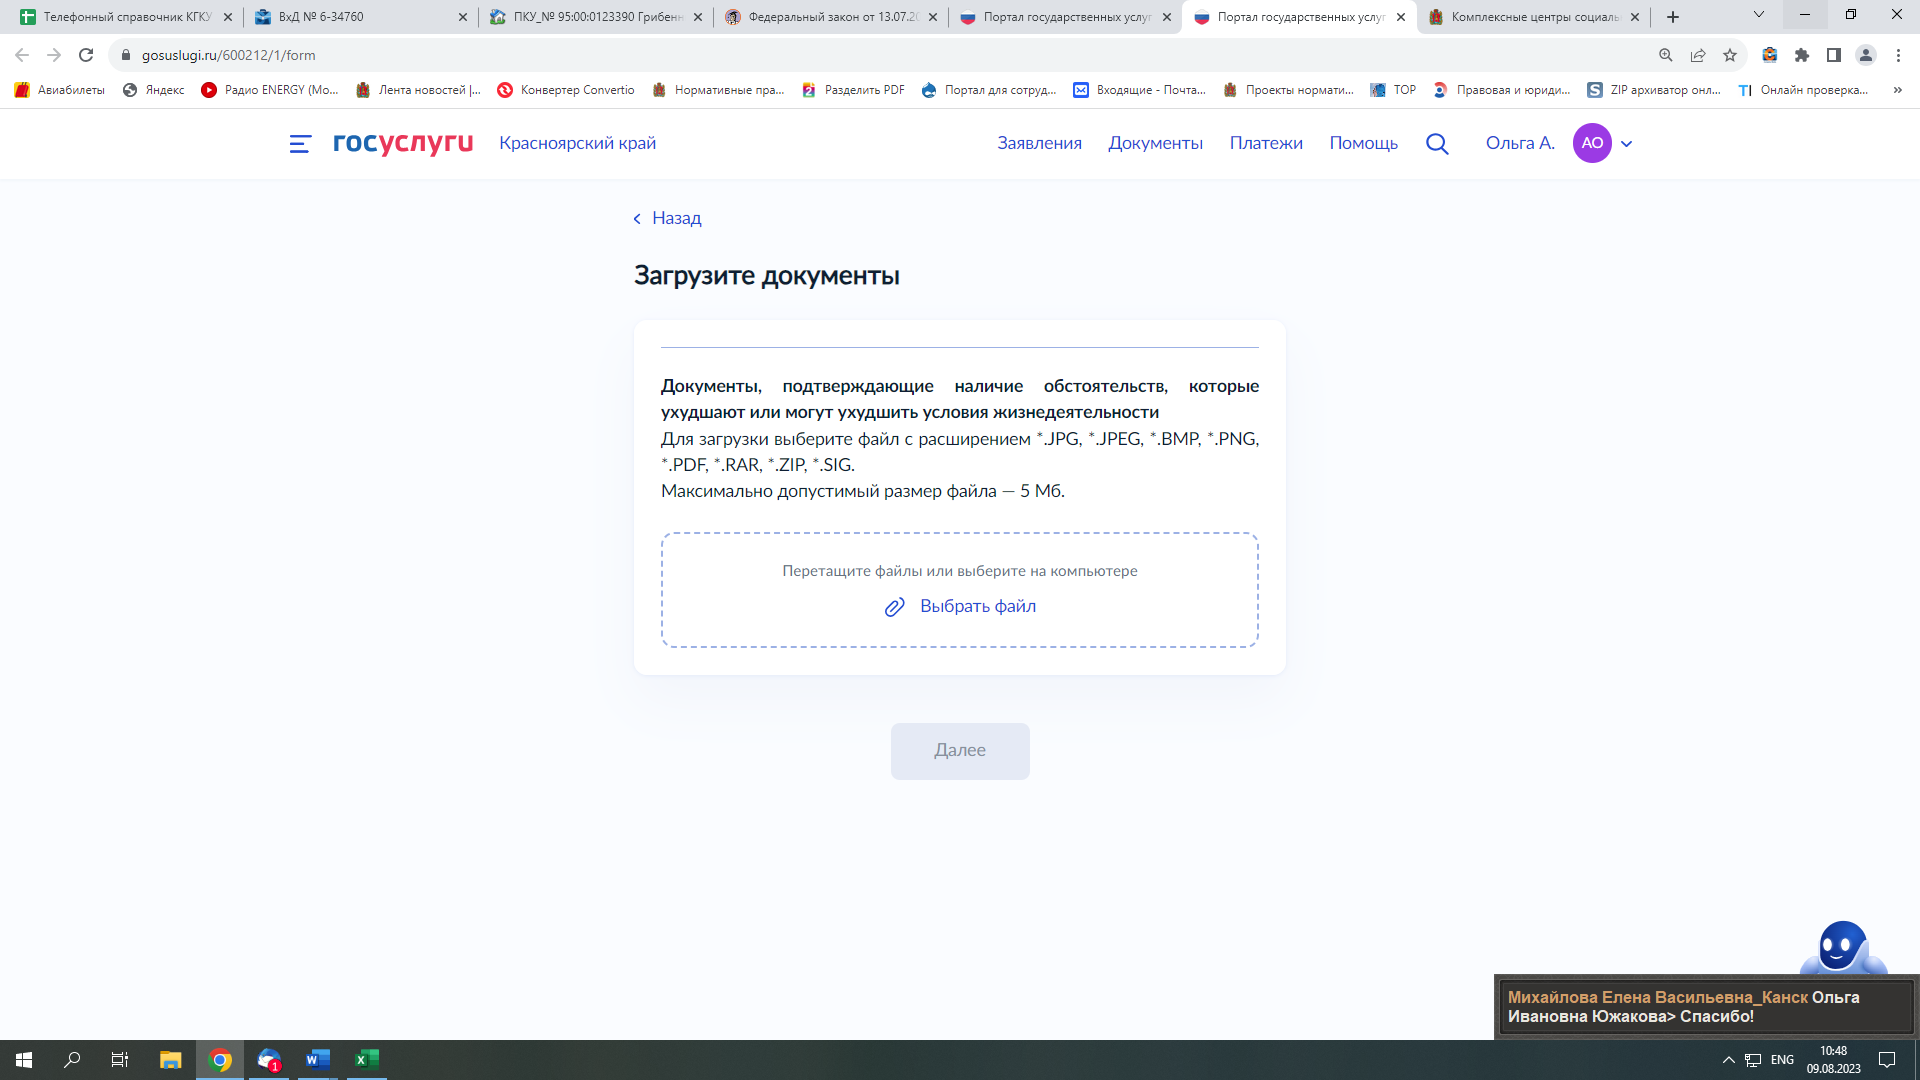 Телефонный справочник КГКУ
ВхД № 6-34760
ПКУ_№ 95:00:0123390 Грибенн
Федеральный закон от 13.07.20
Портал государственных услуг
Портал государственных услуг
Комплексные центры социаль
gosuslugi.ru/600212/1/form
Авиабилеты
Яндекс
Радио ENERGY (Мо...
Лента новостей |...
Конвертер Convertio
Нормативные пра...
Разделить PDF
Портал для сотруд...
Входящие - Почта...
Проекты нормати...
TOP
Правовая и юриди...
ZIP архиватор онл...
Онлайн проверка...
»
госуслуги
Красноярский край
Заявления
Документы
Платежи
Помощь
Ольга А.
АО
Назад
Загрузите документы
Документы, подтверждающие наличие обстоятельств, которые
ухудшают или могут ухудшить условия жизнедеятельности
Для загрузки выберите файл с расширением *.JPG, *.JPEG, *.BMP, *.PNG,
*.PDF, *.RAR, *.ZIP, *.SIG.
Максимально допустимый размер файла — 5 Мб.
Перетащите файлы или выберите на компьютере
Выбрать файл
Далее
Михайлова Елена Васильевна_Канск Ольга
Ивановна Южакова> Спасибо!
1
ENG
10:48
09.08.2023